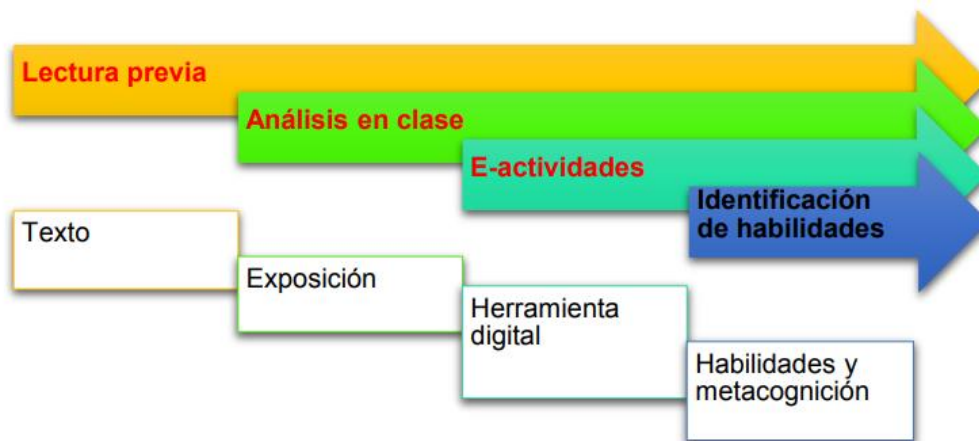 Lectura previa
Análisis en clase
E-actividades
Identificación
de habilidades
Texto
Exposición
Herramienta
digital
Habilidades y
metacognición